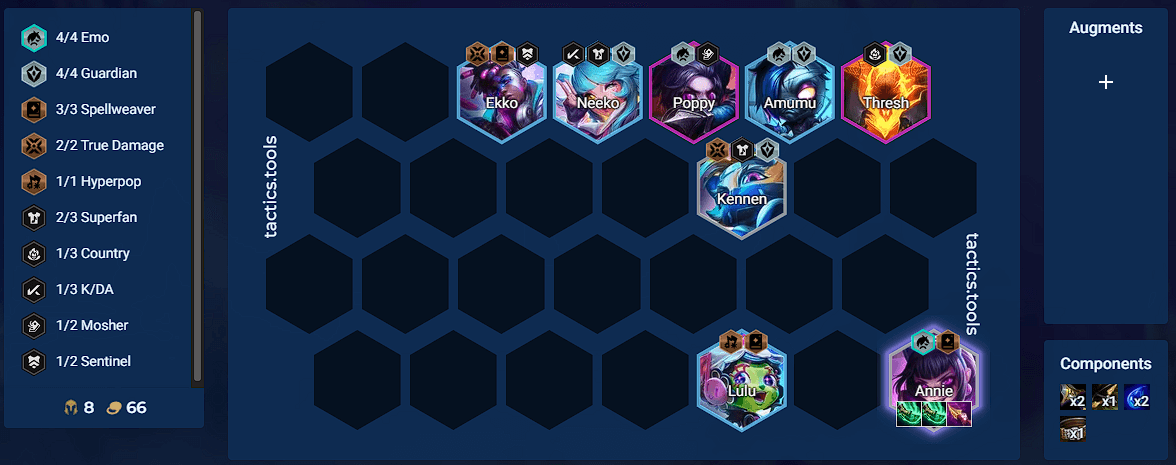 4/4 Emo
4/4 Guardian
3/3 Spellweaver
2/2 True Damage
1/1 Hyperpop
2/3 Superfan
1/3 Country
1/3 K/DA
1/2 Mosher
1/2 Sentinel
8 66
tactics.tools
Ekko Neeko Poppy Amumu Thresh
Kennen
tactics.tools
Lulu Annie
Augments
+
Components
x2 x1 x2
x1